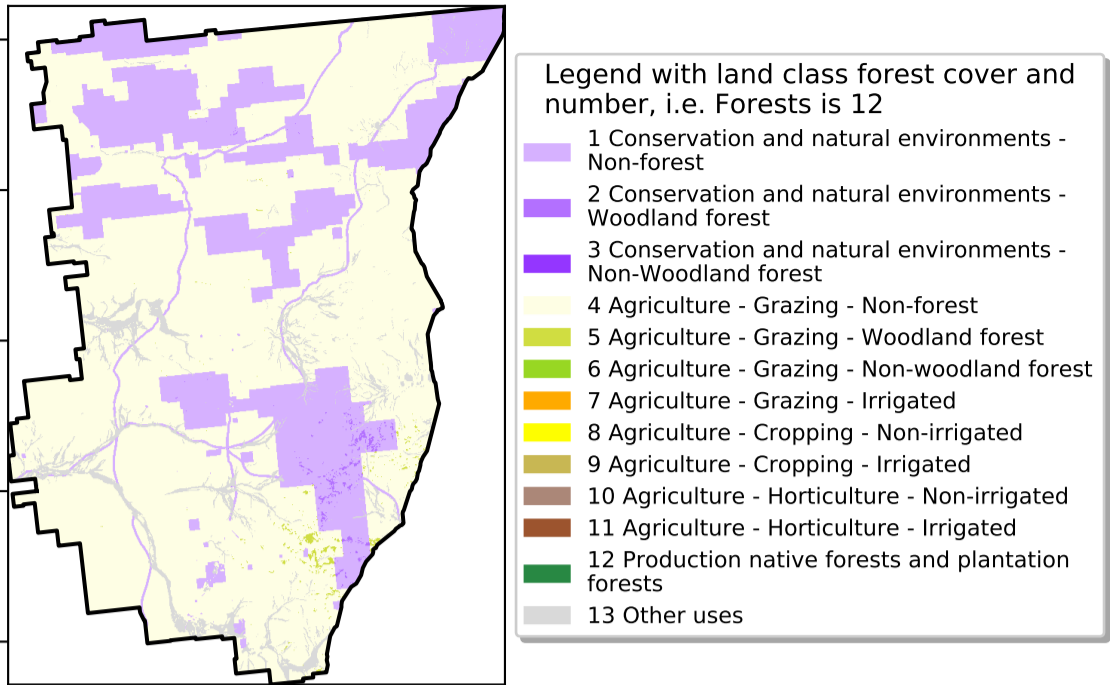 Legend with land class forest cover and
number, i.e. Forests is 12
1 Conservation and natural environments -
Non-forest
2 Conservation and natural environments -
Woodland forest
3 Conservation and natural environments -
Non-Woodland forest
4 Agriculture - Grazing - Non-forest
5 Agriculture - Grazing - Woodland forest
6 Agriculture - Grazing - Non-woodland forest
7 Agriculture - Grazing - Irrigated
8 Agriculture - Cropping - Non-irrigated
9 Agriculture - Cropping - Irrigated
10 Agriculture - Horticulture - Non-irrigated
11 Agriculture - Horticulture - Irrigated
12 Production native forests and plantation
forests
13 Other uses